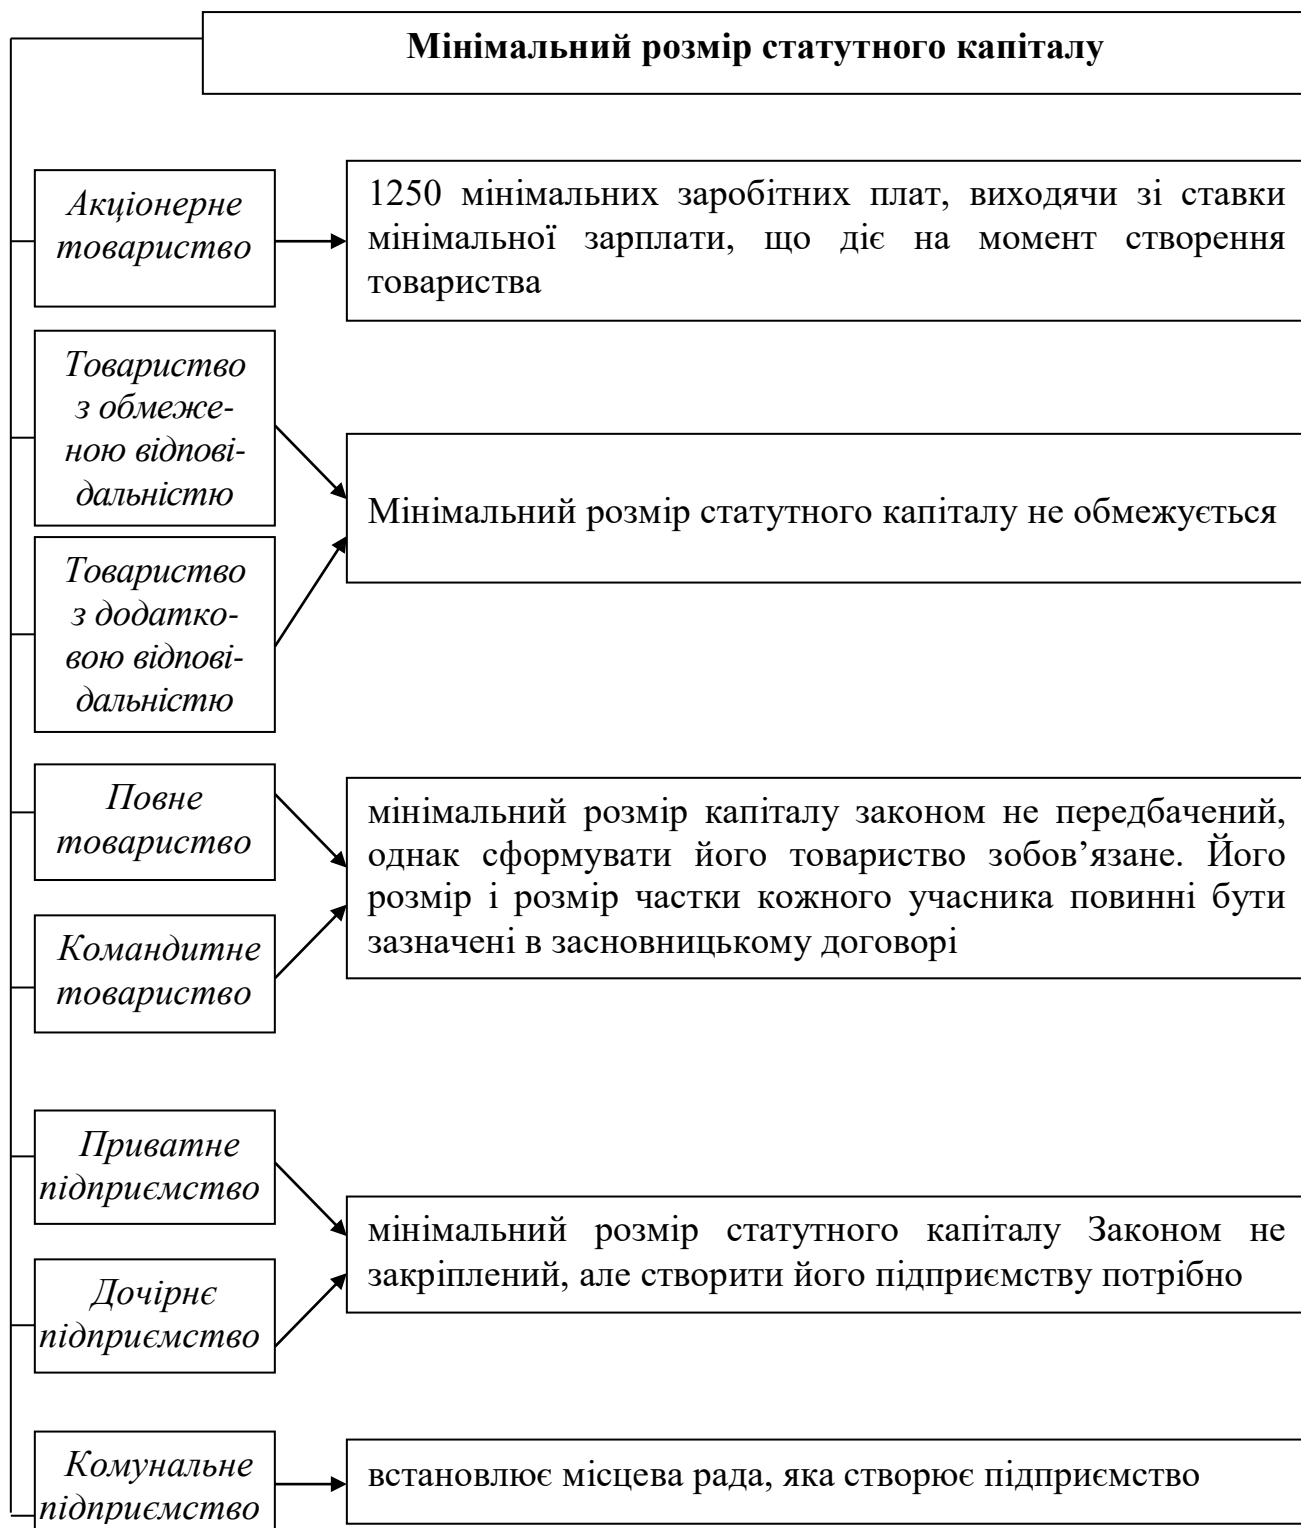 Мінімальний розмір статутного капіталу
Акціонерне
товариство
1250 мінімальних заробітних плат, виходячи зі ставки
мінімальної зарплати, що діє на момент створення
товариства
Товариство
з обмеже-
ною відпові-
дальністю
Мінімальний розмір статутного капіталу не обмежується
Товариство
з додатко-
вою відпові-
дальністю
Повне
товариство
мінімальний розмір капіталу законом не передбачений,
однак сформувати його товариство зобов’язане. Його
розмір і розмір частки кожного учасника повинні бути
зазначені в засновницькому договорі
Командитне
товариство
Приватне
підприємство
мінімальний розмір статутного капіталу Законом не
закріплений, але створити його підприємству потрібно
Дочірнє
підприємство
Комунальне
підприємство
встановлює місцева рада, яка створює підприємство